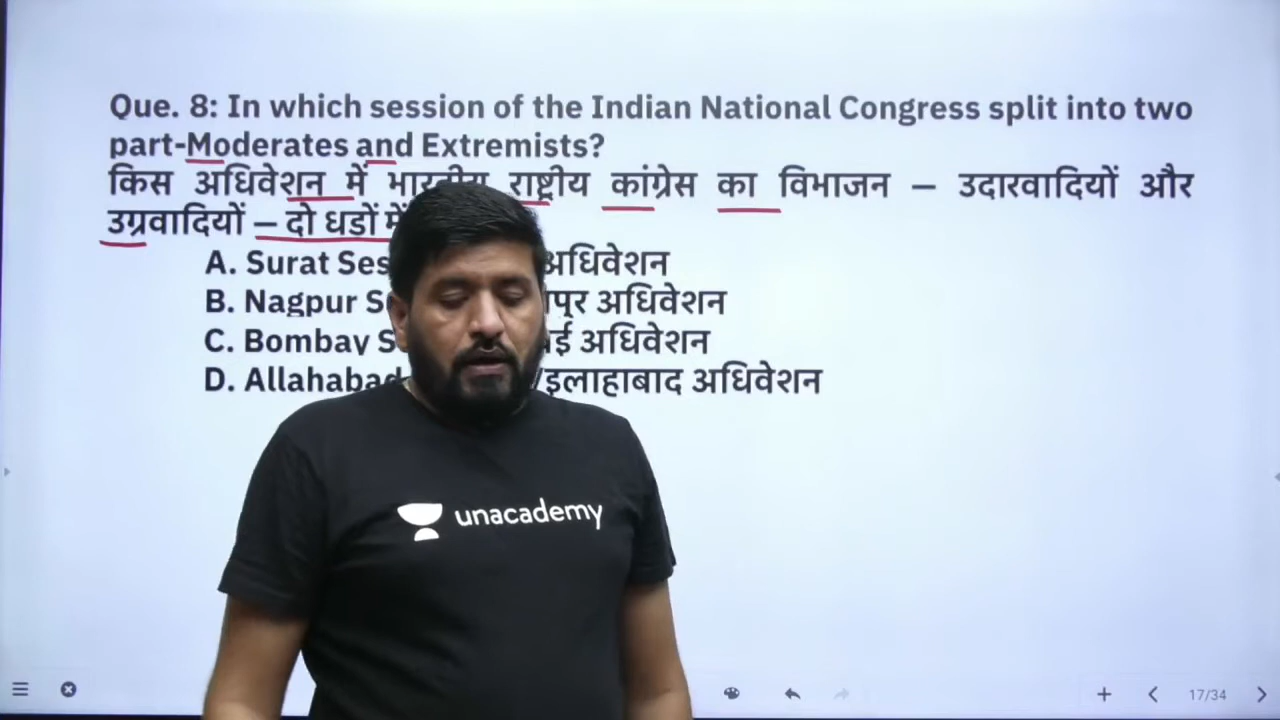 Que. 8: In which session of the Indian National Congress split into two
part-Moderates and Extremists?
किस अधिवेशन में भारतीय राष्ट्रीय कांग्रेस का विभाजन – उदारवादियों और
उग्रवादियों – दो धडों में
A. Surat अधिवेशन
B. Nagpur अधिवेशन
C. Bombay अधिवेशन
D. Allahabad /इलाहाबाद अधिवेशन
unacademy
17/34